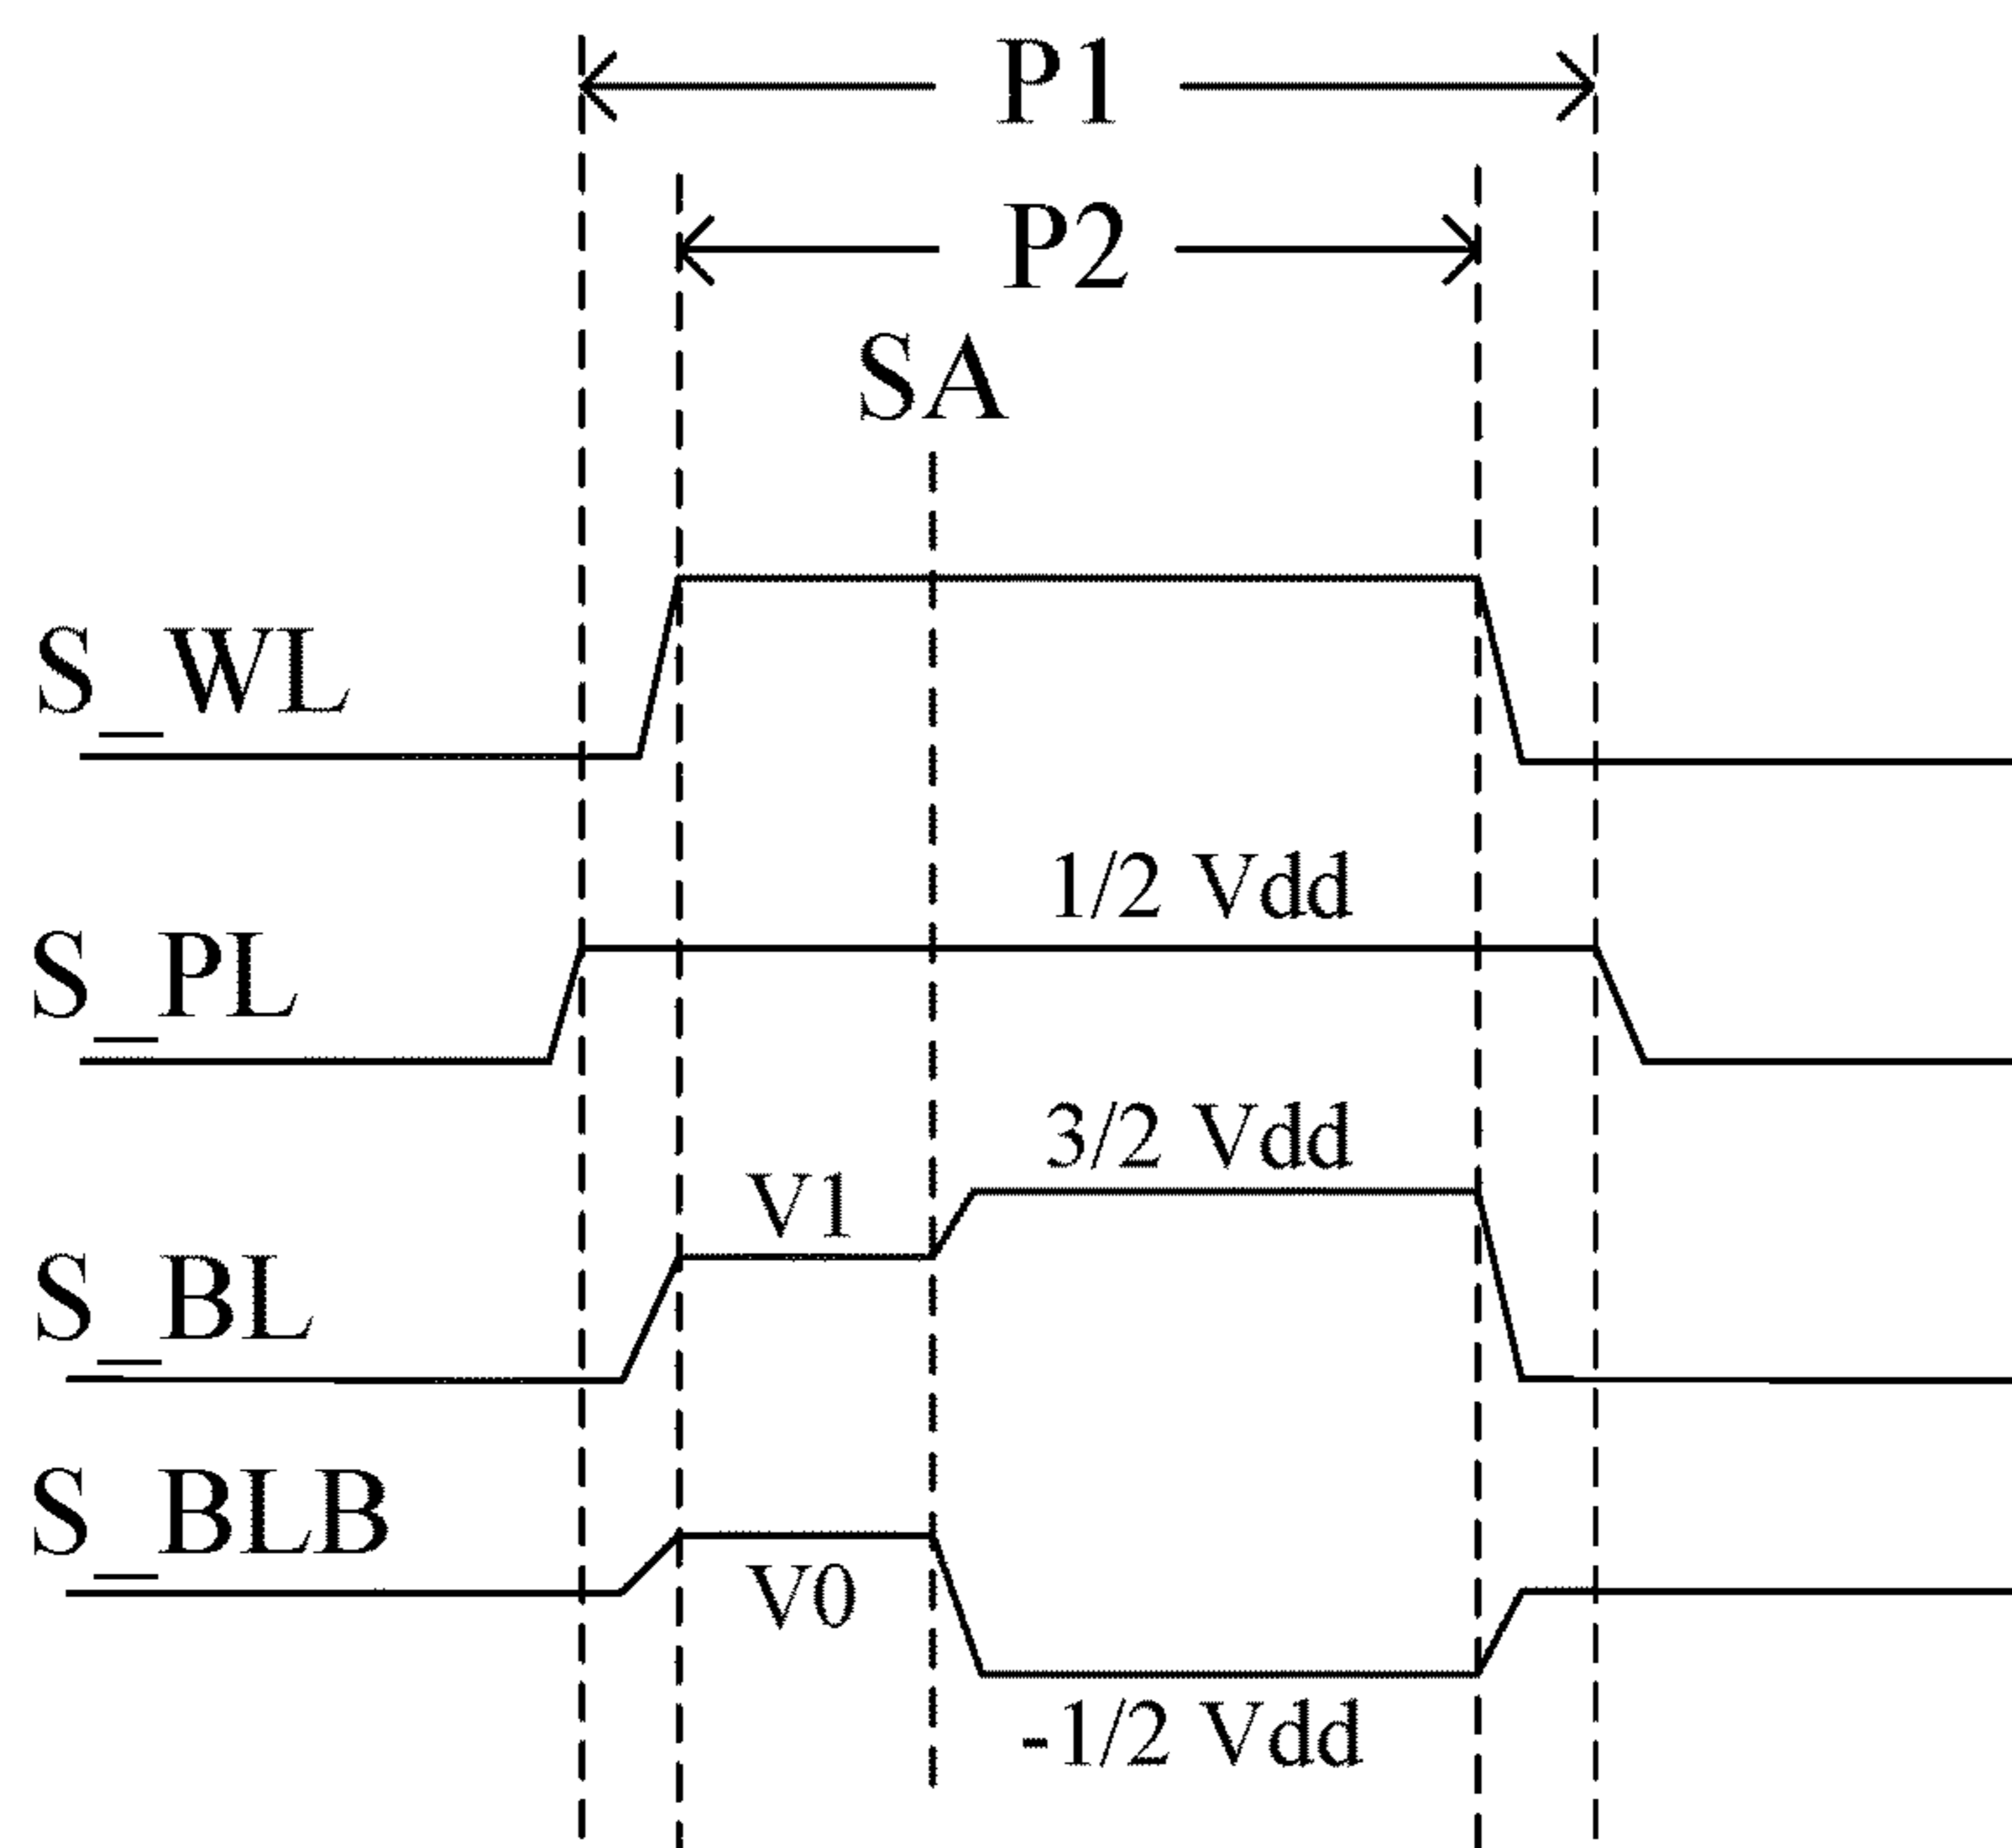 P1
P2
SA
S_WL
1/2 Vdd
S_PL
3/2 Vdd
V1
S_BL
S_BLB
V0
-1/2 Vdd